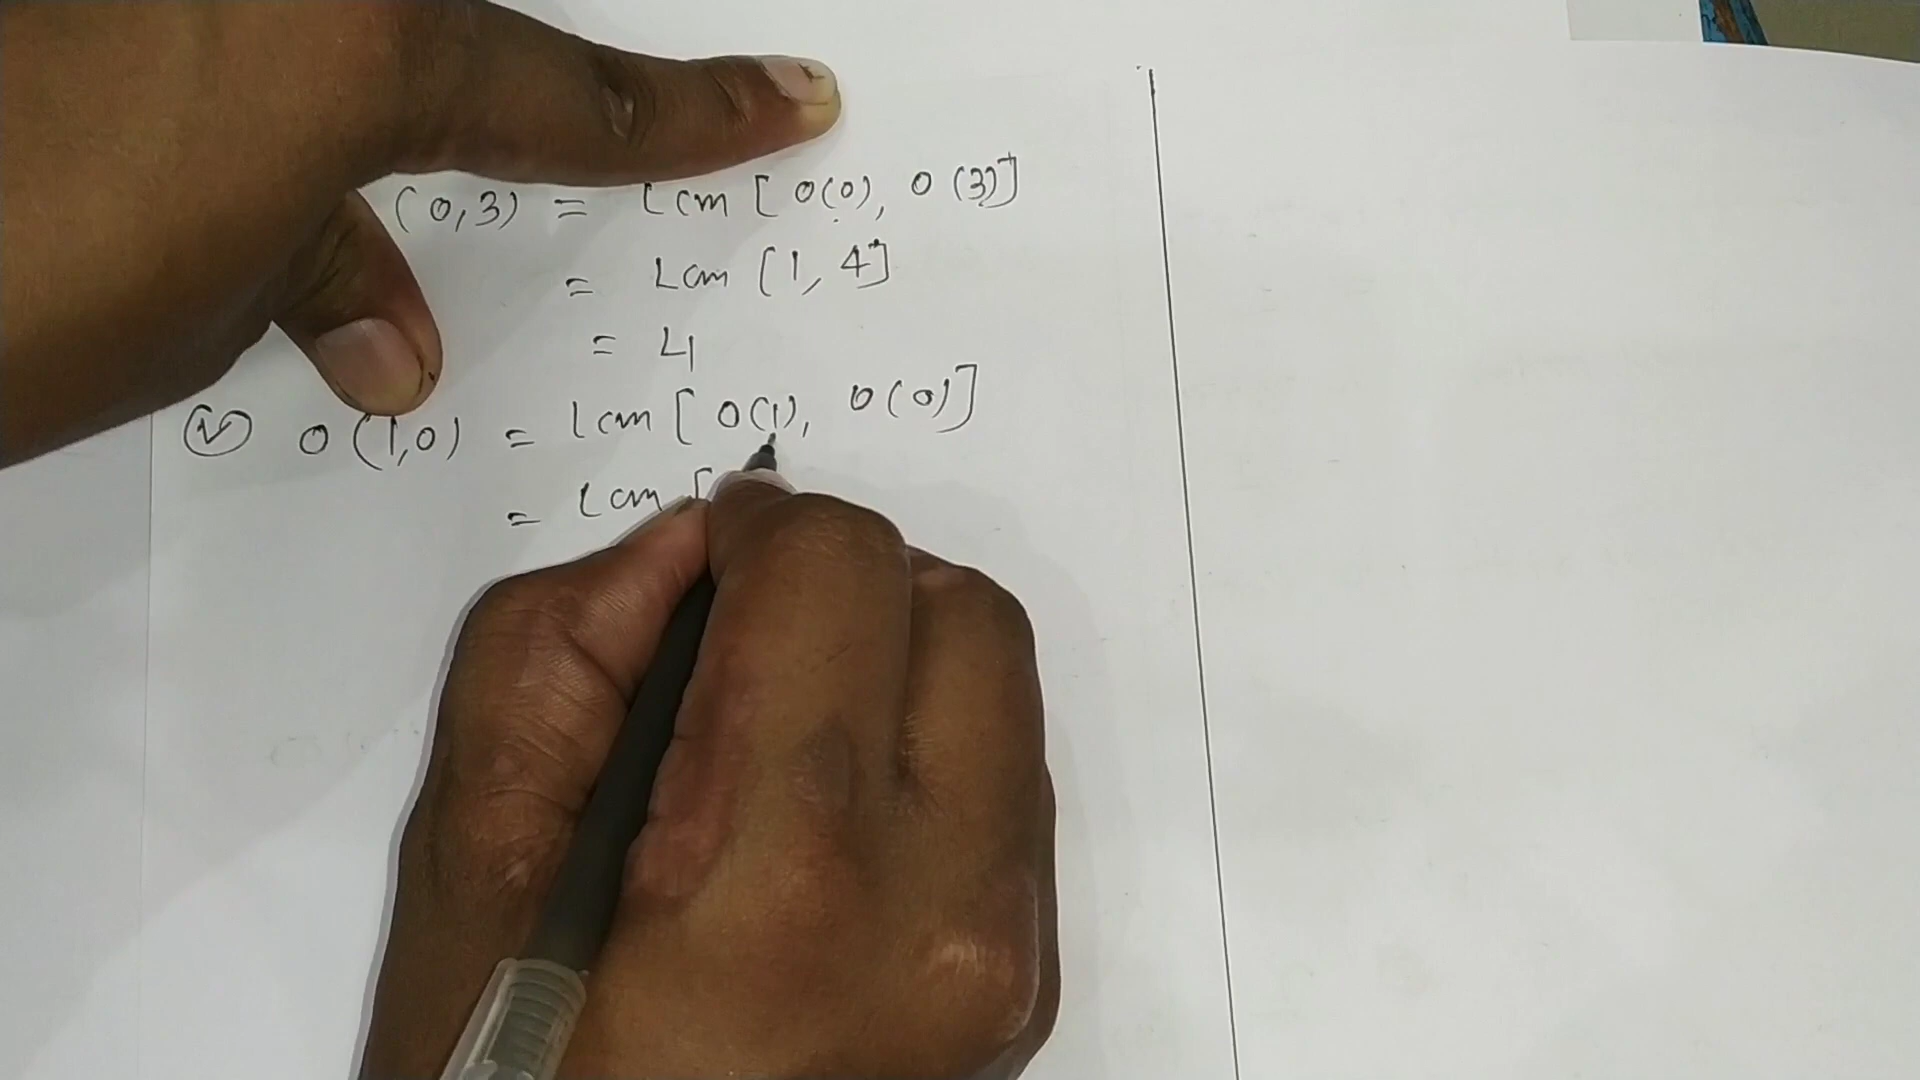 (0,3) = Lcm [ O(0), O(3)]
= Lcm [1, 4]
= 4
(v) O(1,0) = lcm [ O(1), O(0)]
= lcm [